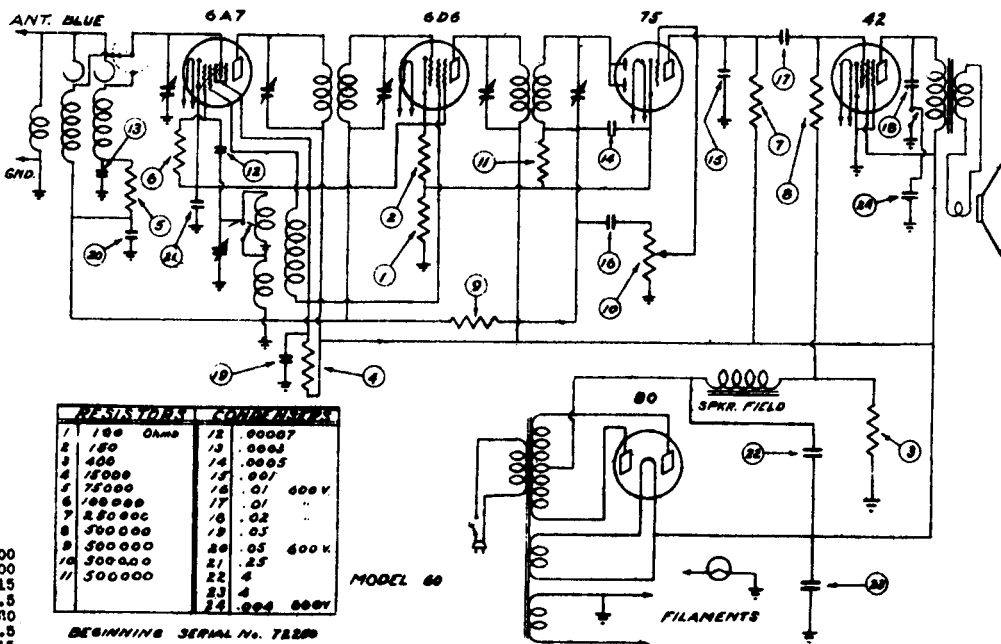 ANT. BLUE
6A7
6D6
75
42
GND.
13
12
6
5
20
21
2
1
11
14
16
10
15
7
17
8
18
24
9
19
4
80
SPKR. FIELD
22
3
23
RESISTORS CONDENSERS
1 100 Ohms 12 .00007
2 150 13 .0003
3 400 14 .0005
4 15000 15 .001
5 75000 16 .01 600 V.
6 100000 17 .01 "
7 250000 18 .02 "
8 500000 19 .05
9 500000 20 .05 600 V.
10 500000 21 .25
11 500000 22 4
23 4
24 .004 600V
MODEL 60
FILAMENTS
BEGINNING SERIAL No.